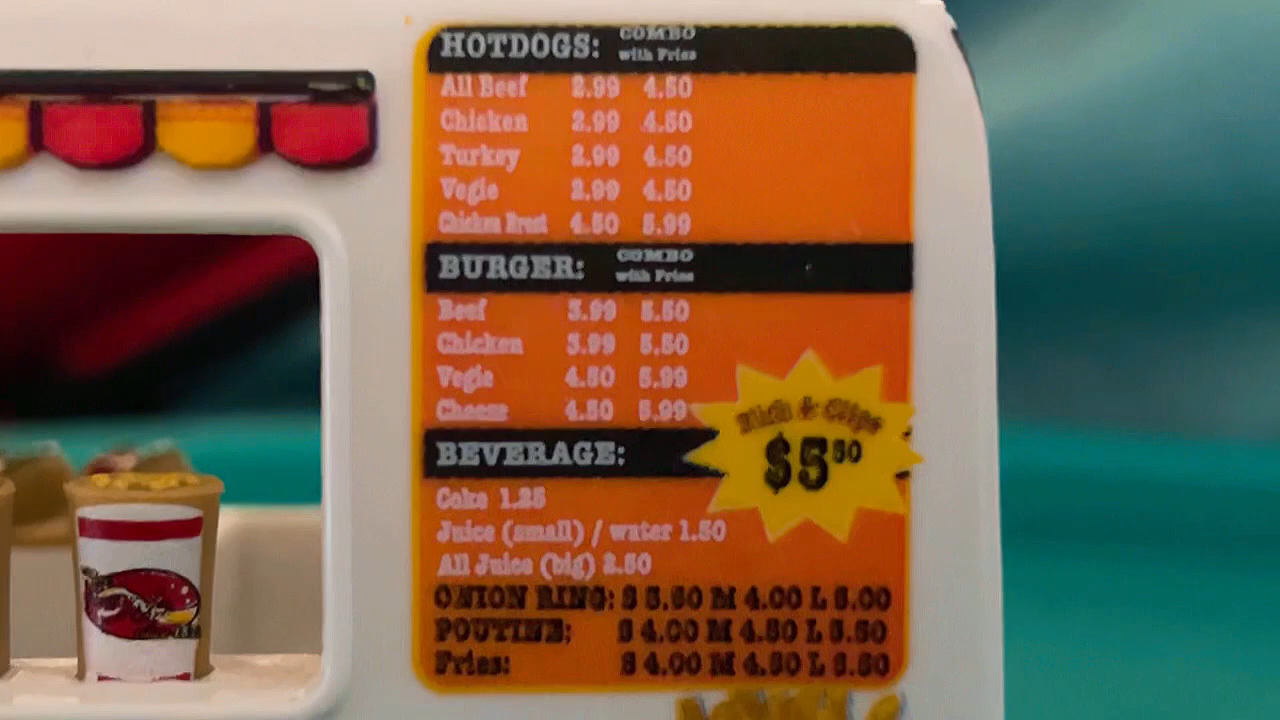 HOTDOGS: COMBO with Fries
All Beef 2.99 4.50
Chicken 2.99 4.50
Turkey 2.99 4.50
Vegie 2.99 4.50
Chicken Brest 4.50 5.99
BURGER: COMBO with Fries
Beef 3.99 5.50
Chicken 3.99 5.50
Vegie 4.50 5.99
Cheese 4.50 5.99
Fish & Cips
$5 50
BEVERAGE:
Coke 1.25
Juice (small) / water 1.50
All Juice (big) 2.50
ONION RING: S 3.50 M 4.00 L 5.00
POUTINE: S 4.00 M 4.50 L 5.50
Fries: S 4.00 M 4.50 L 5.50